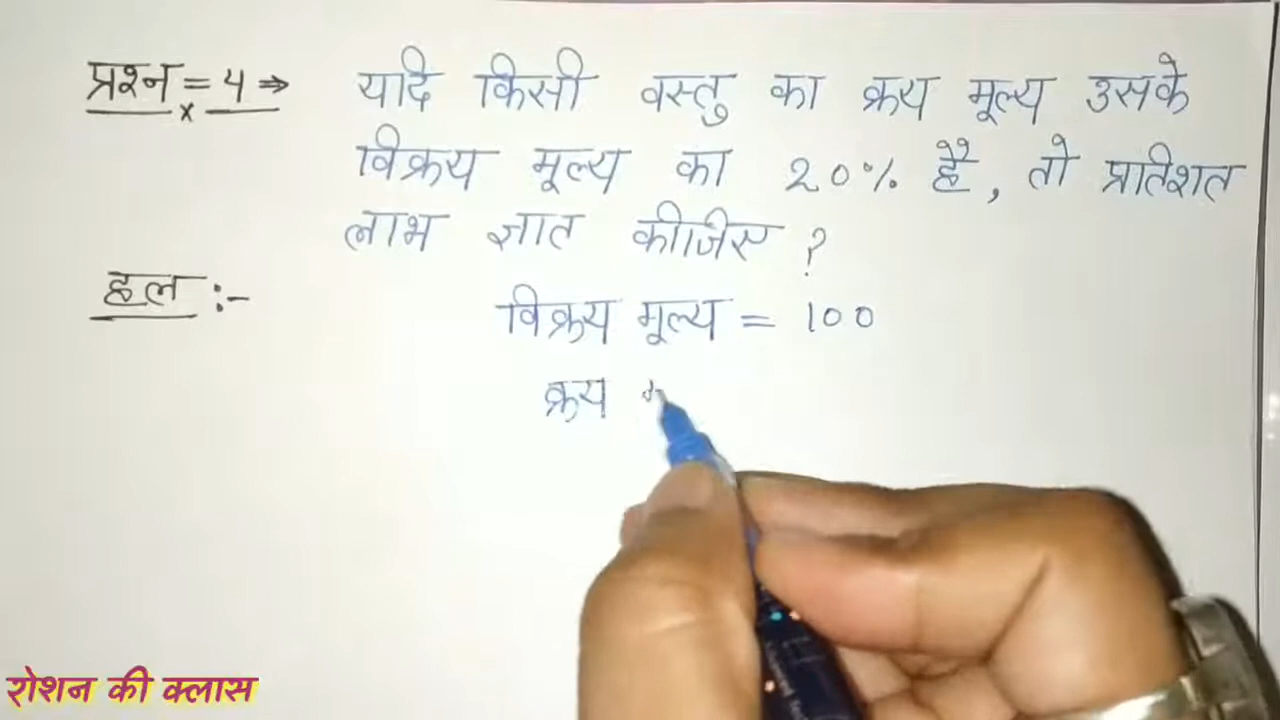 प्रश्न = 4 ⇒ यदि किसी वस्तु का क्रय मूल्य उसके
विक्रय मूल्य का 20% है, तो प्रतिशत
लाभ ज्ञात कीजिए ?
हल :-
विक्रय मूल्य = 100
क्रय
रोशन की क्लास